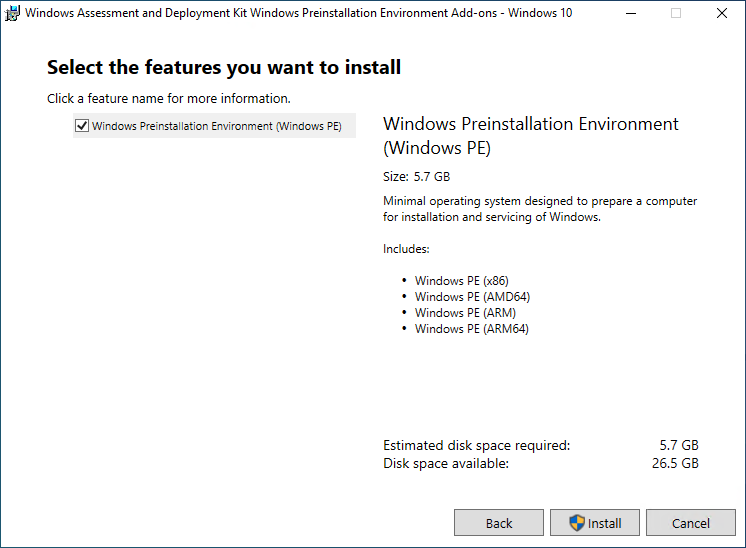 Windows Assessment and Deployment Kit Windows Preinstallation Environment Add-ons - Windows 10
Select the features you want to install
Click a feature name for more information.
Windows Preinstallation Environment (Windows PE)
Windows Preinstallation Environment
(Windows PE)
Size: 5.7 GB
Minimal operating system designed to prepare a computer
for installation and servicing of Windows.
Includes:
• Windows PE (x86)
• Windows PE (AMD64)
• Windows PE (ARM)
• Windows PE (ARM64)
Estimated disk space required: 5.7 GB
Disk space available: 26.5 GB
Back Install Cancel